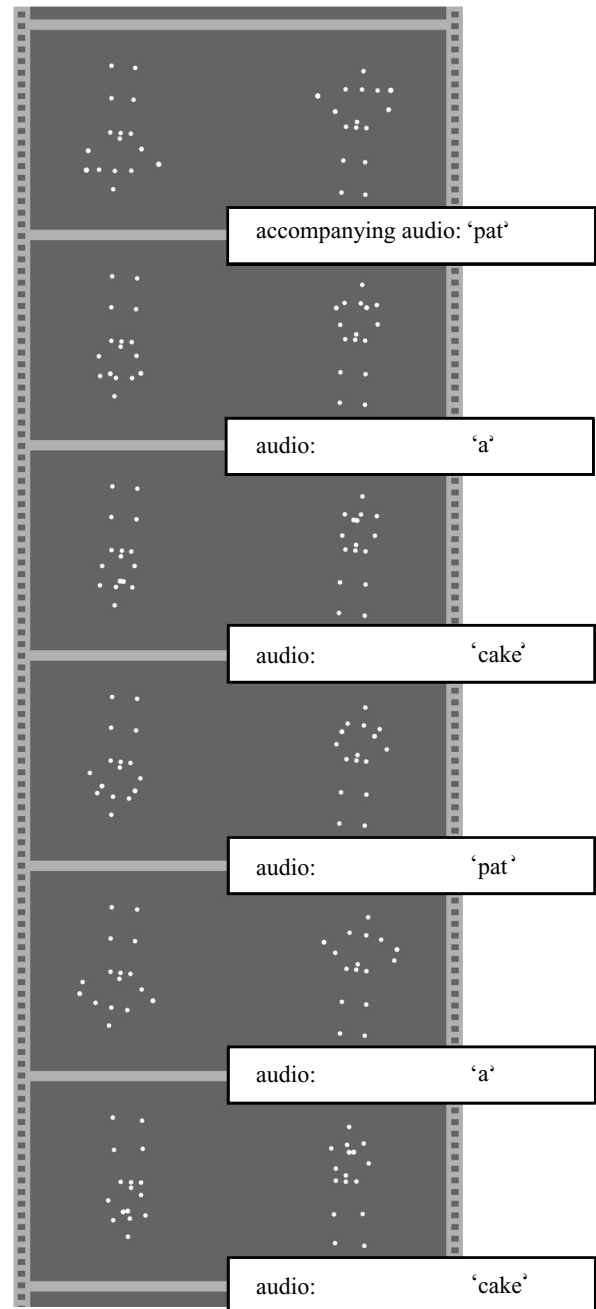 accompanying audio: ‘pat’
audio: ‘a’
audio: ‘cake’
audio: ‘pat’
audio: ‘a’
audio: ‘cake’